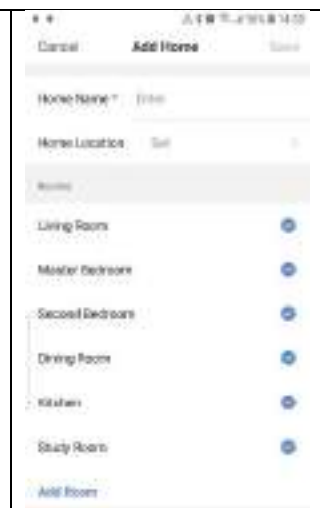 Cancel Add Home Save
Home Name * Enter
Home Location Set
Rooms
Living Room
Master Bedroom
Second Bedroom
Dining Room
Kitchen
Study Room
Add Room